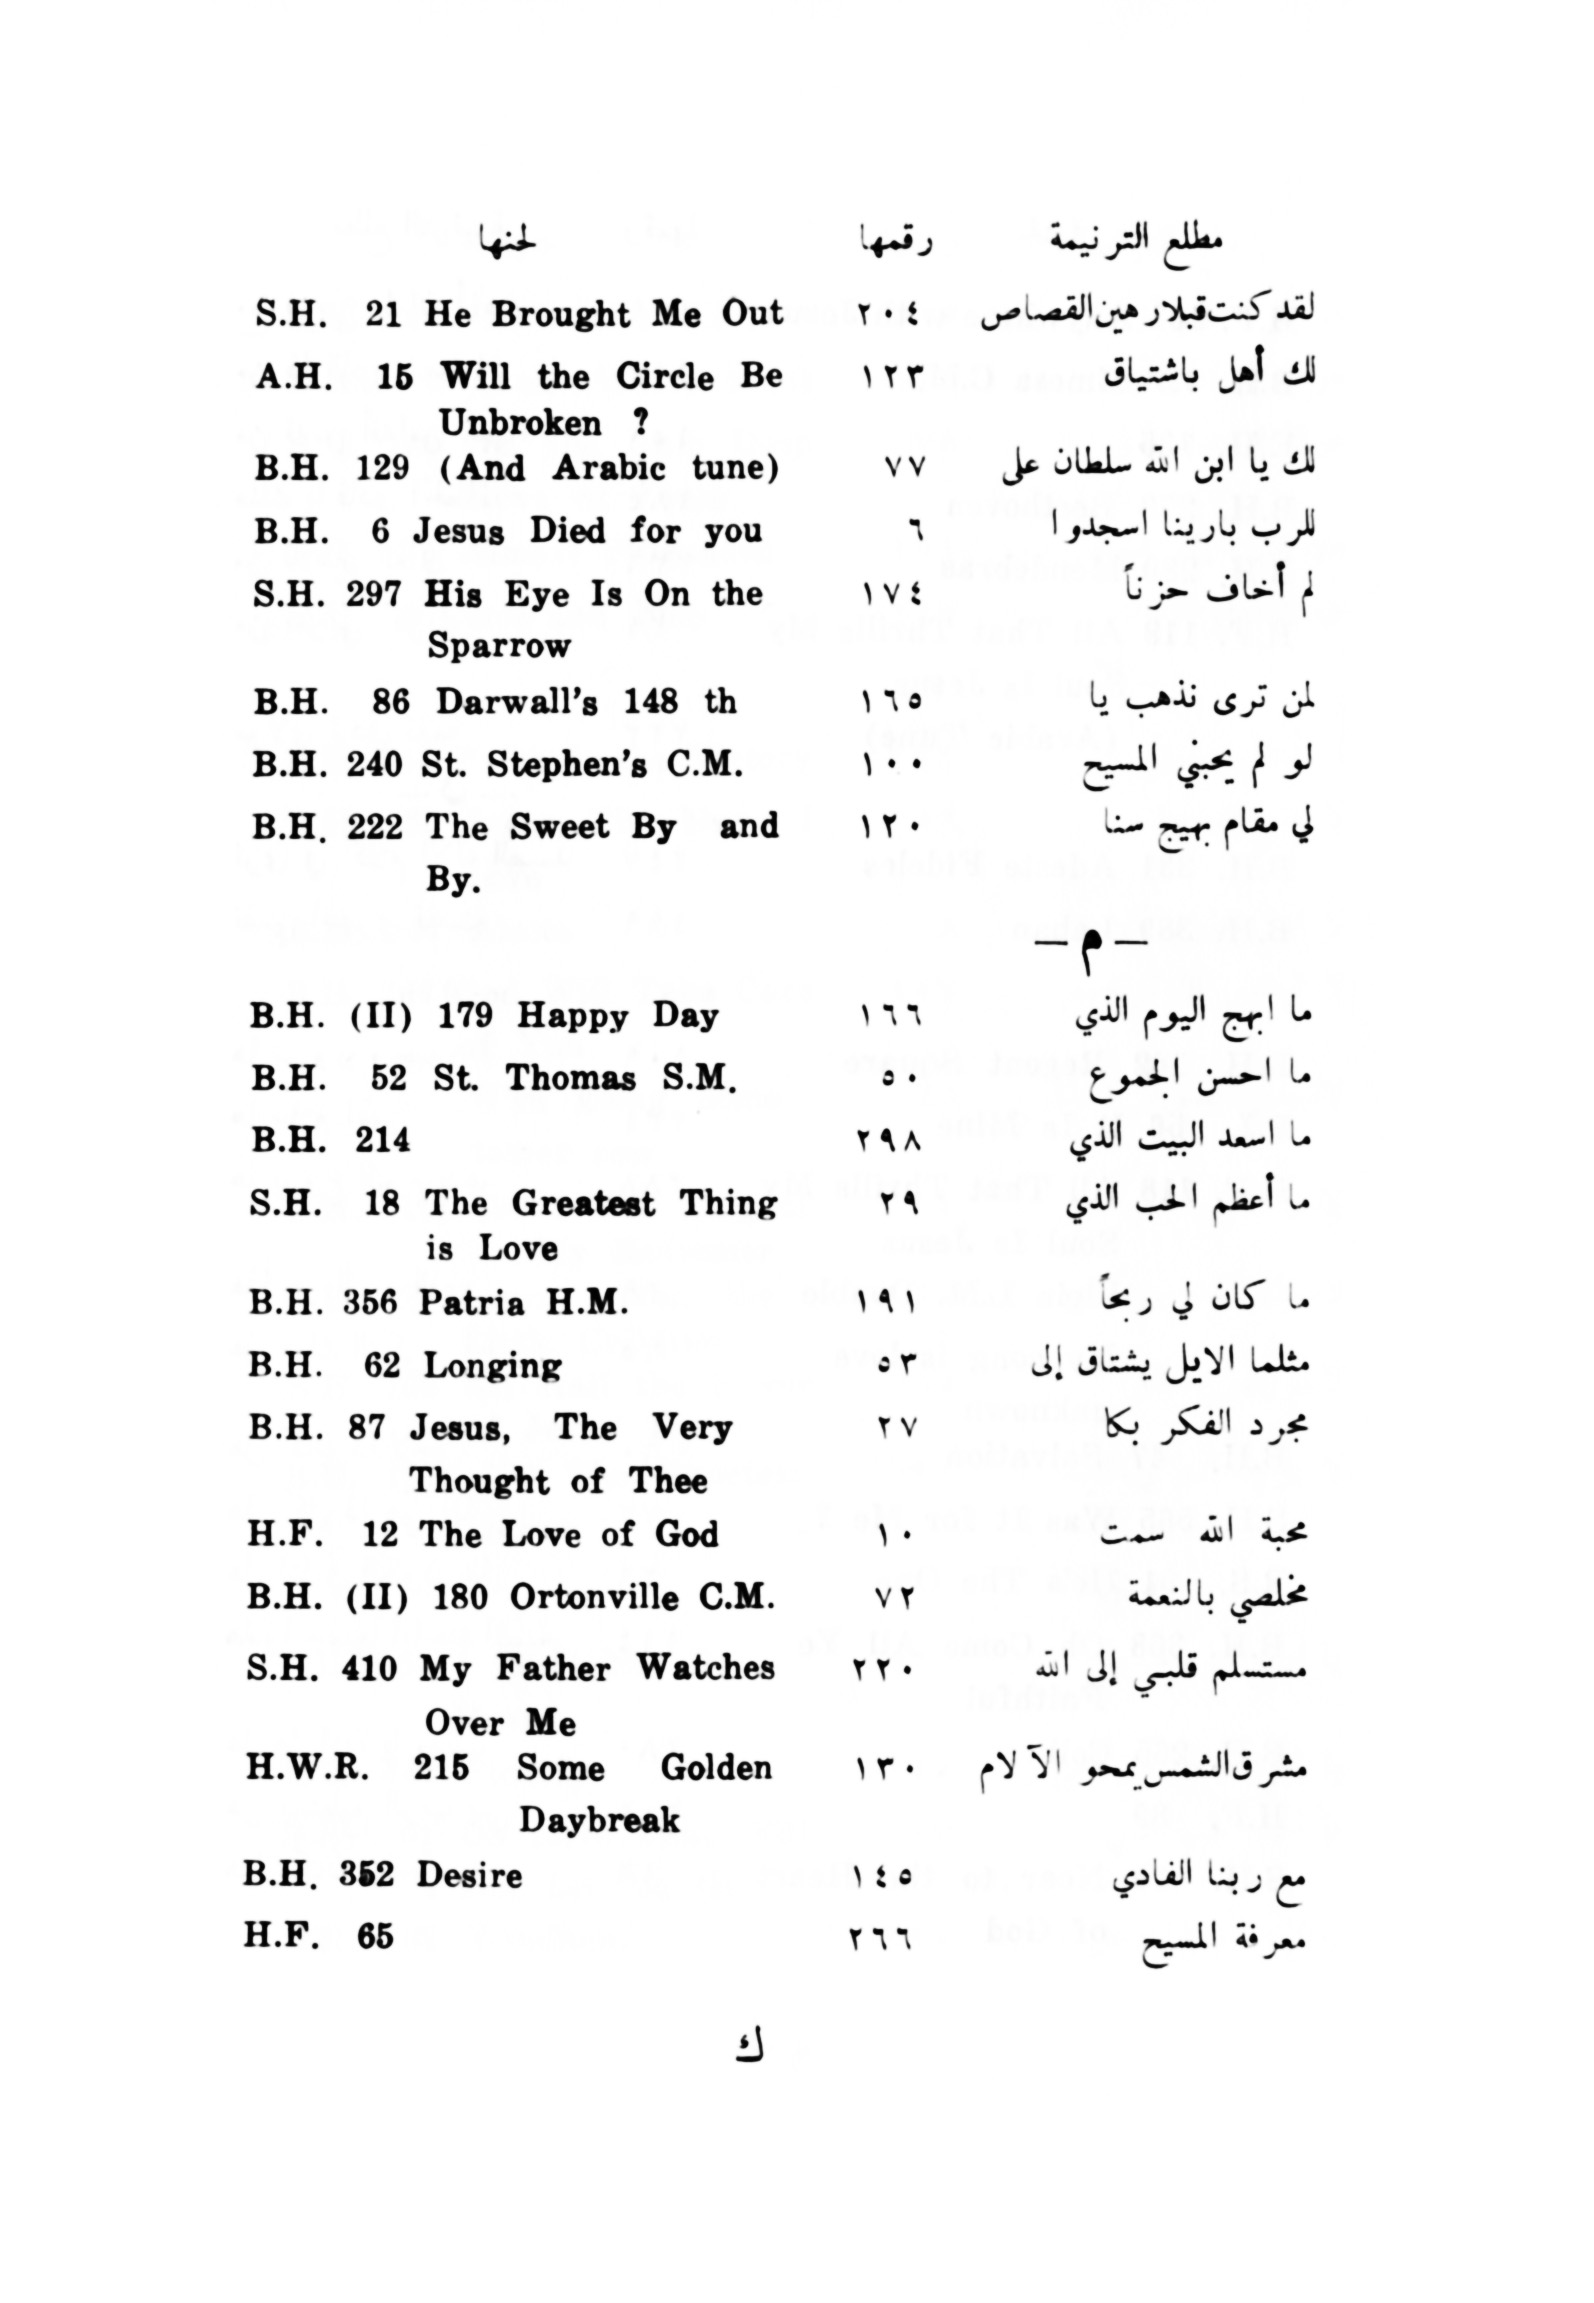 مطلع الترنيمة رقمها لحنها
لقد كنت قبلا رهين القصاص ٢٠٤ S.H. 21 He Brought Me Out
لك أهل باشتياق ١٢٣ A.H. 15 Will the Circle Be
Unbroken ?
لك يا ابن الله سلطان على ٧٧ B.H. 129 (And Arabic tune)
للرب بارينا اسجدوا ٦ B.H. 6 Jesus Died for you
لم أخاف حزناً ١٧٤ S.H. 297 His Eye Is On the
Sparrow
لمن ترى نذهب يا ١٦٥ B.H. 86 Darwall's 148 th
لو لم يحبني المسيح ١٠٠ B.H. 240 St. Stephen's C.M.
لي مقام بهيج سنا ١٢٠ B.H. 222 The Sweet By and
By.
— م —
ما ابهج اليوم الذي ١٦٦ B.H. (II) 179 Happy Day
ما احسن الجموع ٥٠ B.H. 52 St. Thomas S.M.
ما اسعد البيت الذي ٢٩٨ B.H. 214
ما أعظم الحب الذي ٢٩ S.H. 18 The Greatest Thing
is Love
ما كان لي ربحاً ١٩١ B.H. 356 Patria H.M.
مثلما الايل يشتاق إلى ٥٣ B.H. 62 Longing
مجرد الفكر بكا ٢٧ B.H. 87 Jesus, The Very
Thought of Thee
محبة الله سمت ١٠ H.F. 12 The Love of God
مخلصي بالنعمة ٧٢ B.H. (II) 180 Ortonville C.M.
مستسلم قلبي إلى الله ٢٢٠ S.H. 410 My Father Watches
Over Me
مشرق الشمس يمحو الآلام ١٣٠ H.W.R. 215 Some Golden
Daybreak
مع ربنا الفادي ١٤٥ B.H. 352 Desire
معرفة المسيح ٢٦٦ H.F. 65
ك